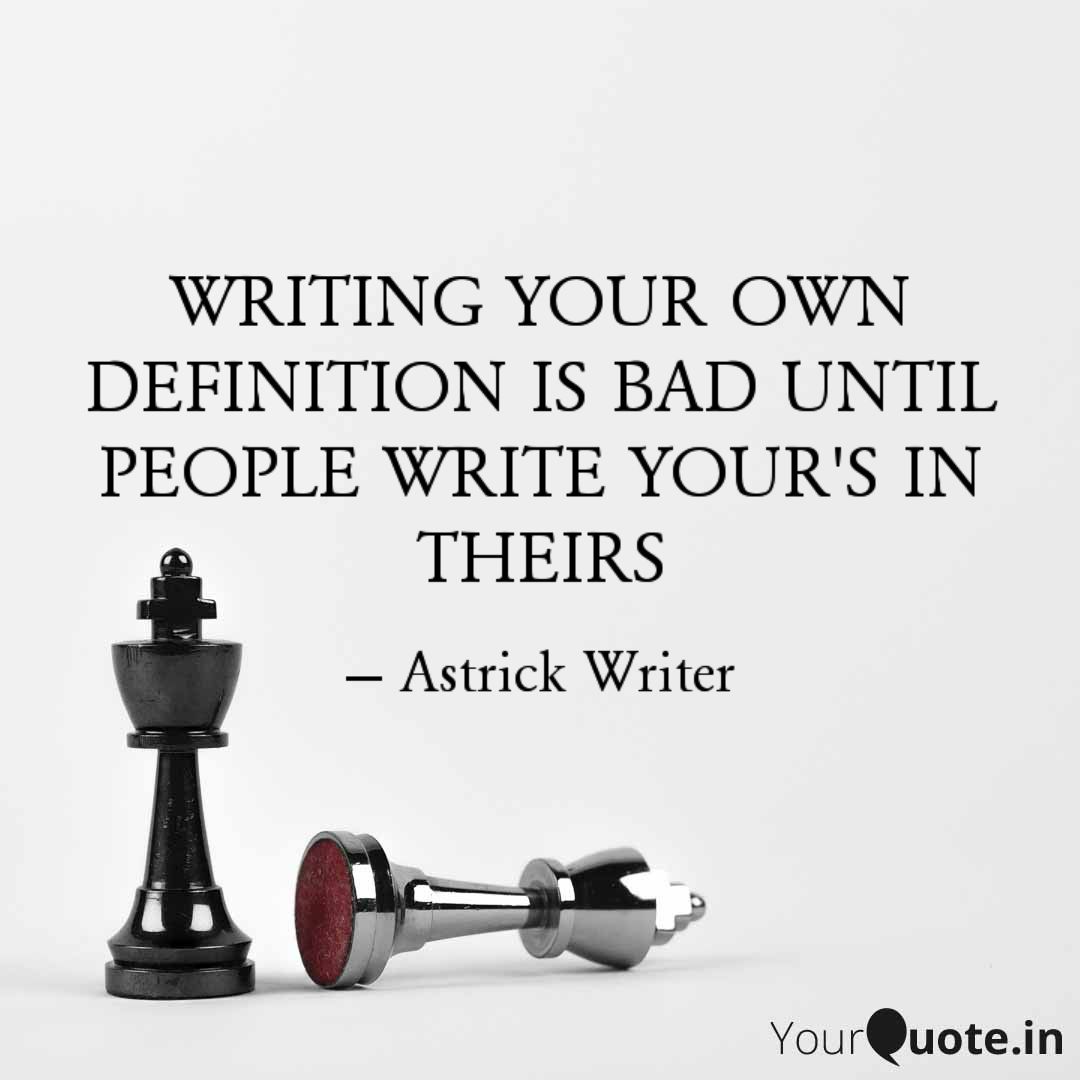 WRITING YOUR OWN
DEFINITION IS BAD UNTIL
PEOPLE WRITE YOUR'S IN
THEIRS
– Astrick Writer
YourQuote.in